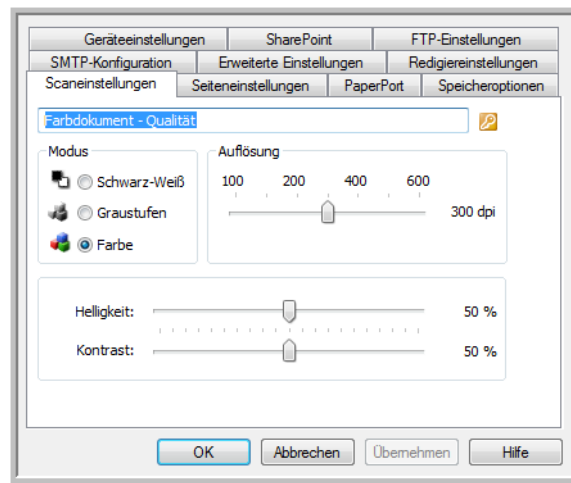 Geräteeinstellungen SharePoint FTP-Einstellungen
SMTP-Konfiguration Erweiterte Einstellungen Redigiereinstellungen
Scaneinstellungen Seiteneinstellungen PaperPort Speicheroptionen
Farbdokument - Qualität
Modus Auflösung
Schwarz-Weiß 100 200 400 600
Graustufen 300 dpi
Farbe
Helligkeit: 50 %
Kontrast: 50 %
OK Abbrechen Übernehmen Hilfe